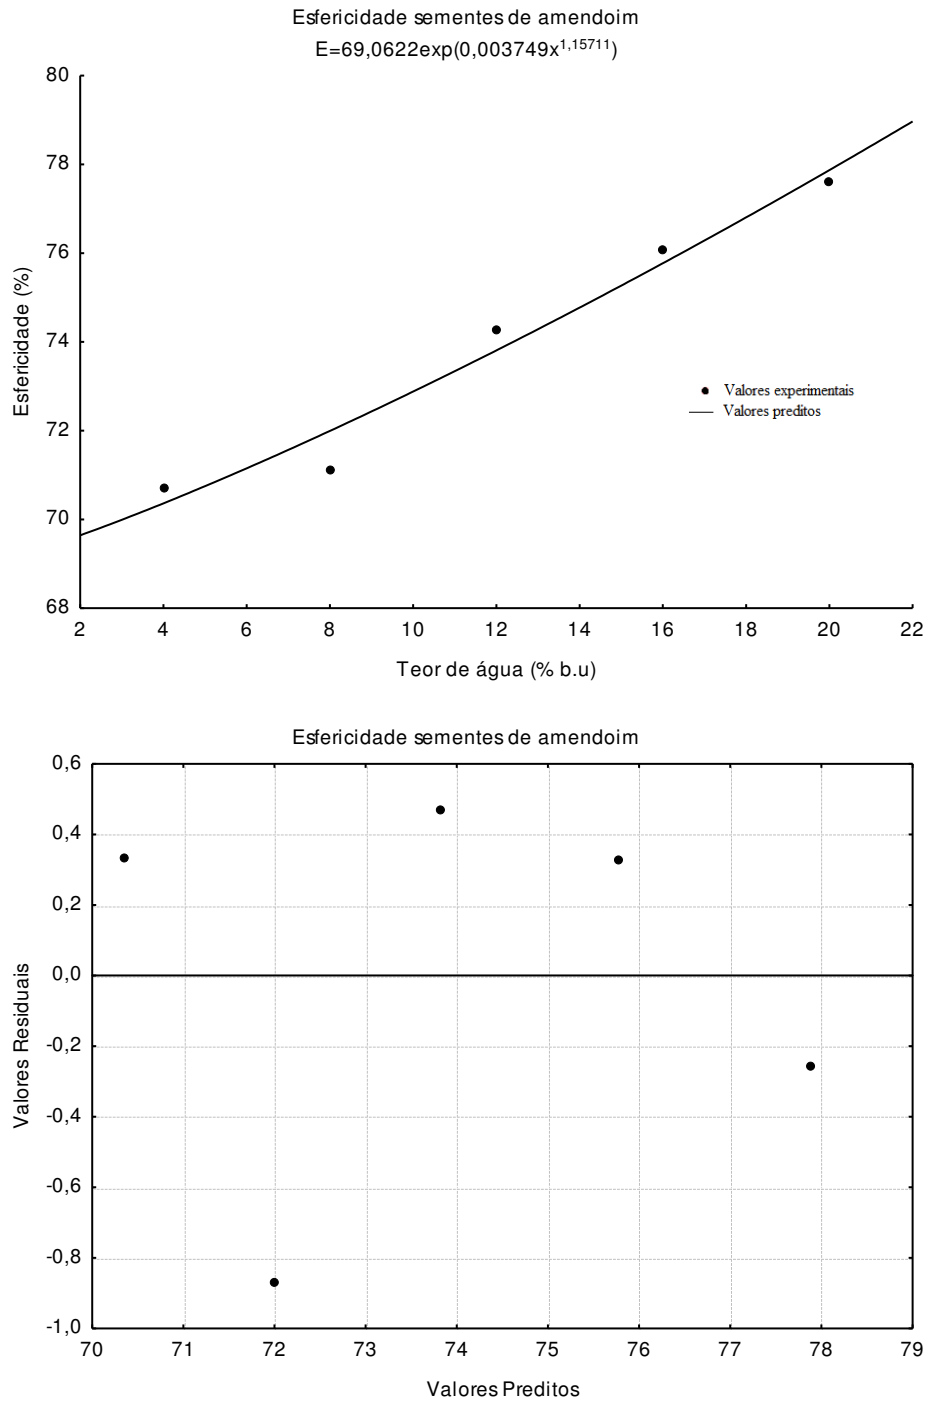 Esfericidade sementes de amendoim
E=69,0622exp(0,003749x^1,15711)
80
78
76
74
72
70
68
Esfericidade (%)
Valores experimentais
Valores preditos
2 4 6 8 10 12 14 16 18 20 22
Teor de água (% b.u)
Esfericidade sementes de amendoim
0,6
0,4
0,2
0,0
-0,2
-0,4
-0,6
-0,8
-1,0
Valores Residuais
70 71 72 73 74 75 76 77 78 79
Valores Preditos